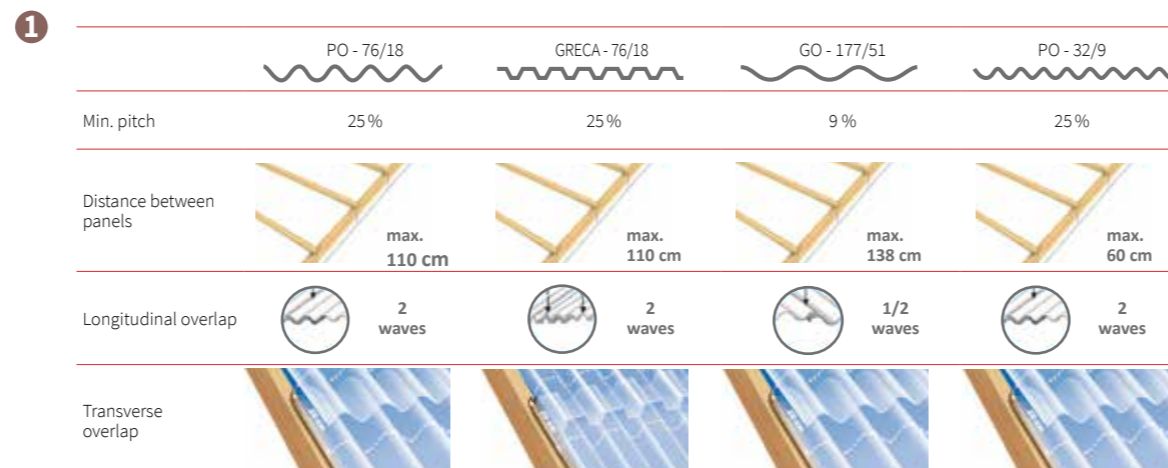 1
PO - 76/18 GRECA - 76/18 GO - 177/51 PO - 32/9
Min. pitch 25 % 25 % 9 % 25 %
Distance between
panels
max.
110 cm
max.
110 cm
max.
138 cm
max.
60 cm
Longitudinal overlap
2
waves
2
waves
1/2
waves
2
waves
Transverse
overlap